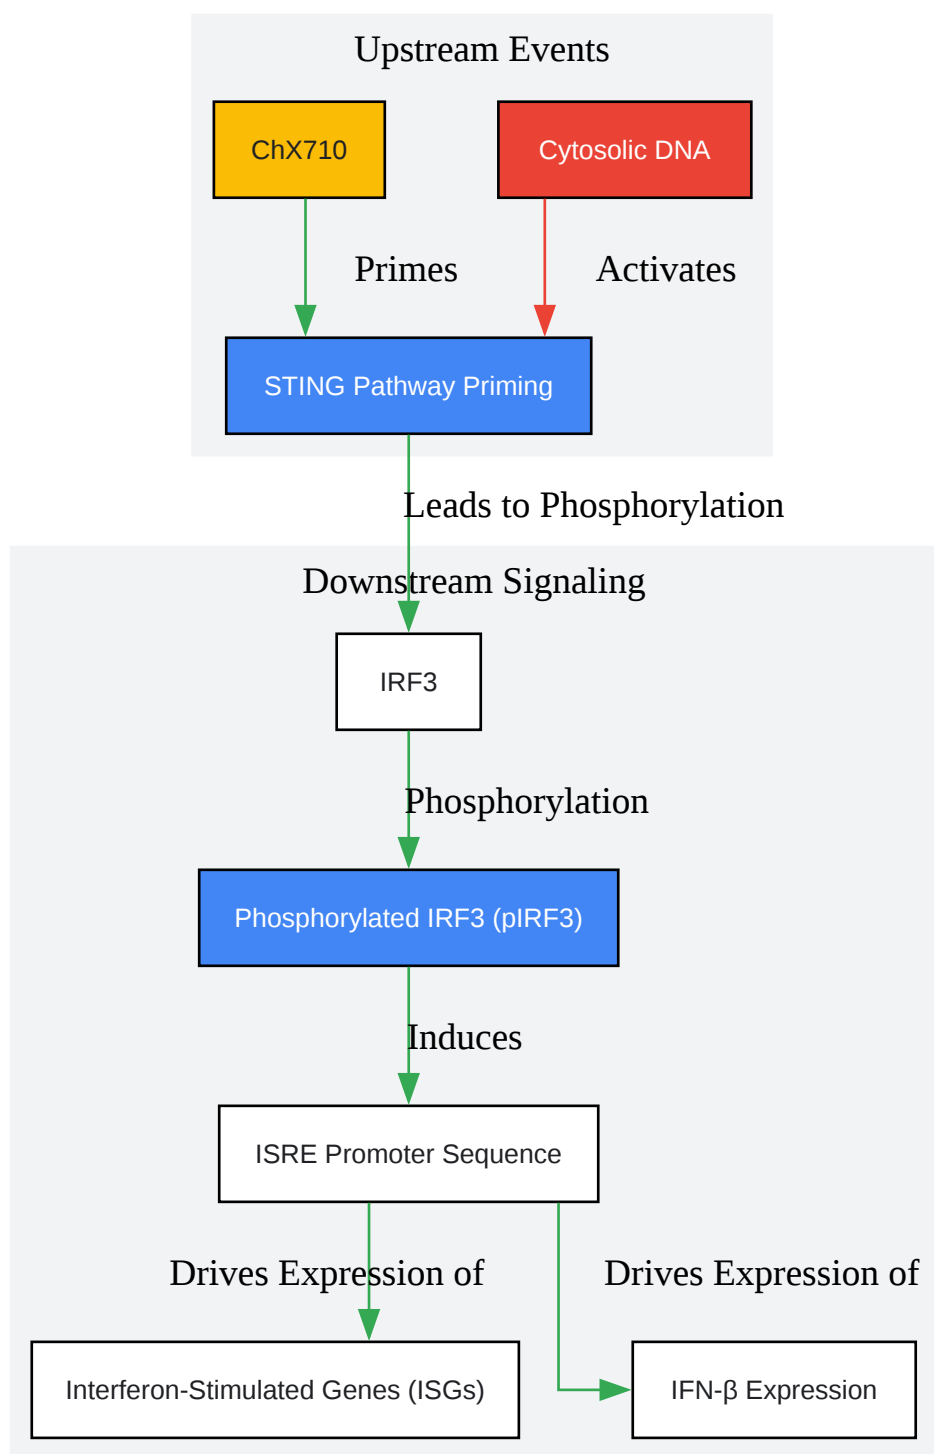 Upstream Events
ChX710
Cytosolic DNA
Primes
Activates
STING Pathway Priming
Leads to Phosphorylation
Downstream Signaling
IRF3
Phosphorylation
Phosphorylated IRF3 (pIRF3)
Induces
ISRE Promoter Sequence
Drives Expression of
Drives Expression of
Interferon-Stimulated Genes (ISGs)
IFN-β Expression